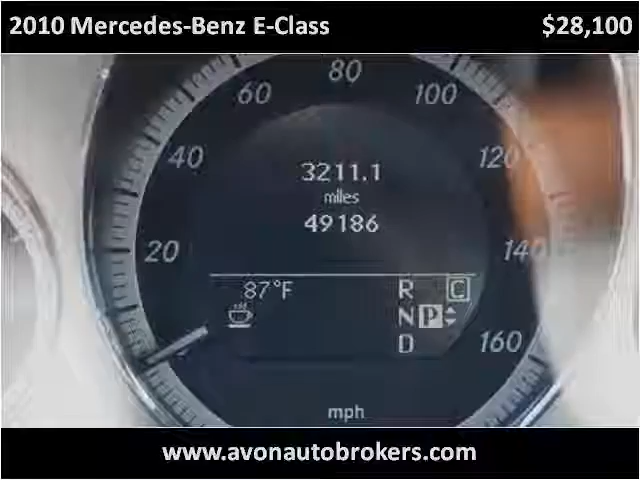 2010 Mercedes-Benz E-Class $28,100
80
60 100
40 120
3211.1
miles
49186
20 140
87°F R C
N P
D
160
mph
www.avonautobrokers.com